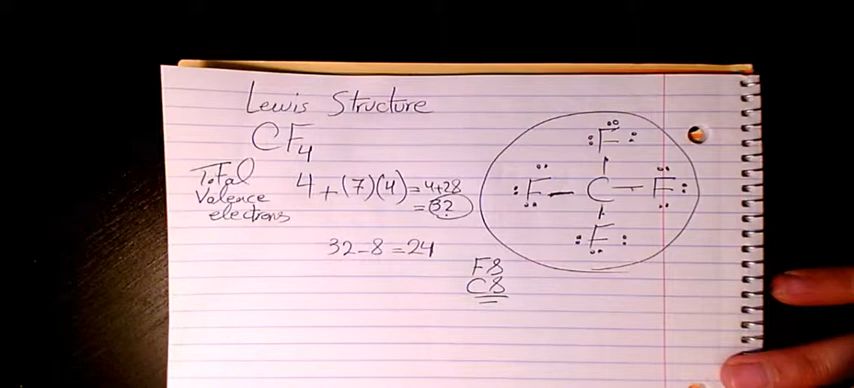 Lewis Structure
CF4
Total
Valence
electrons
4 + (7)(4) = 4+28
= 32
32 - 8 = 24
F8
C8
F
F - C - F
F